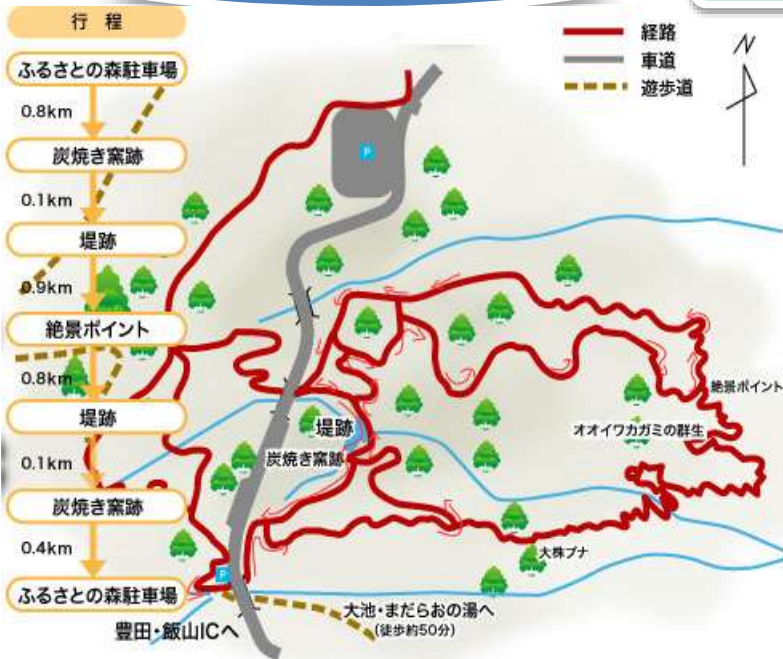 行 程
ふるさとの森駐車場
0.8km
炭焼き窯跡
0.1km
堤跡
0.9km
絶景ポイント
0.8km
堤跡
0.1km
炭焼き窯跡
0.4km
ふるさとの森駐車場
経路
車道
遊歩道
N
P
絶景ポイント
オオイワカガミの群生
堤跡
炭焼き窯跡
大株ブナ
P
大池・まだらおの湯へ
(徒歩約50分)
豊田・飯山ICへ